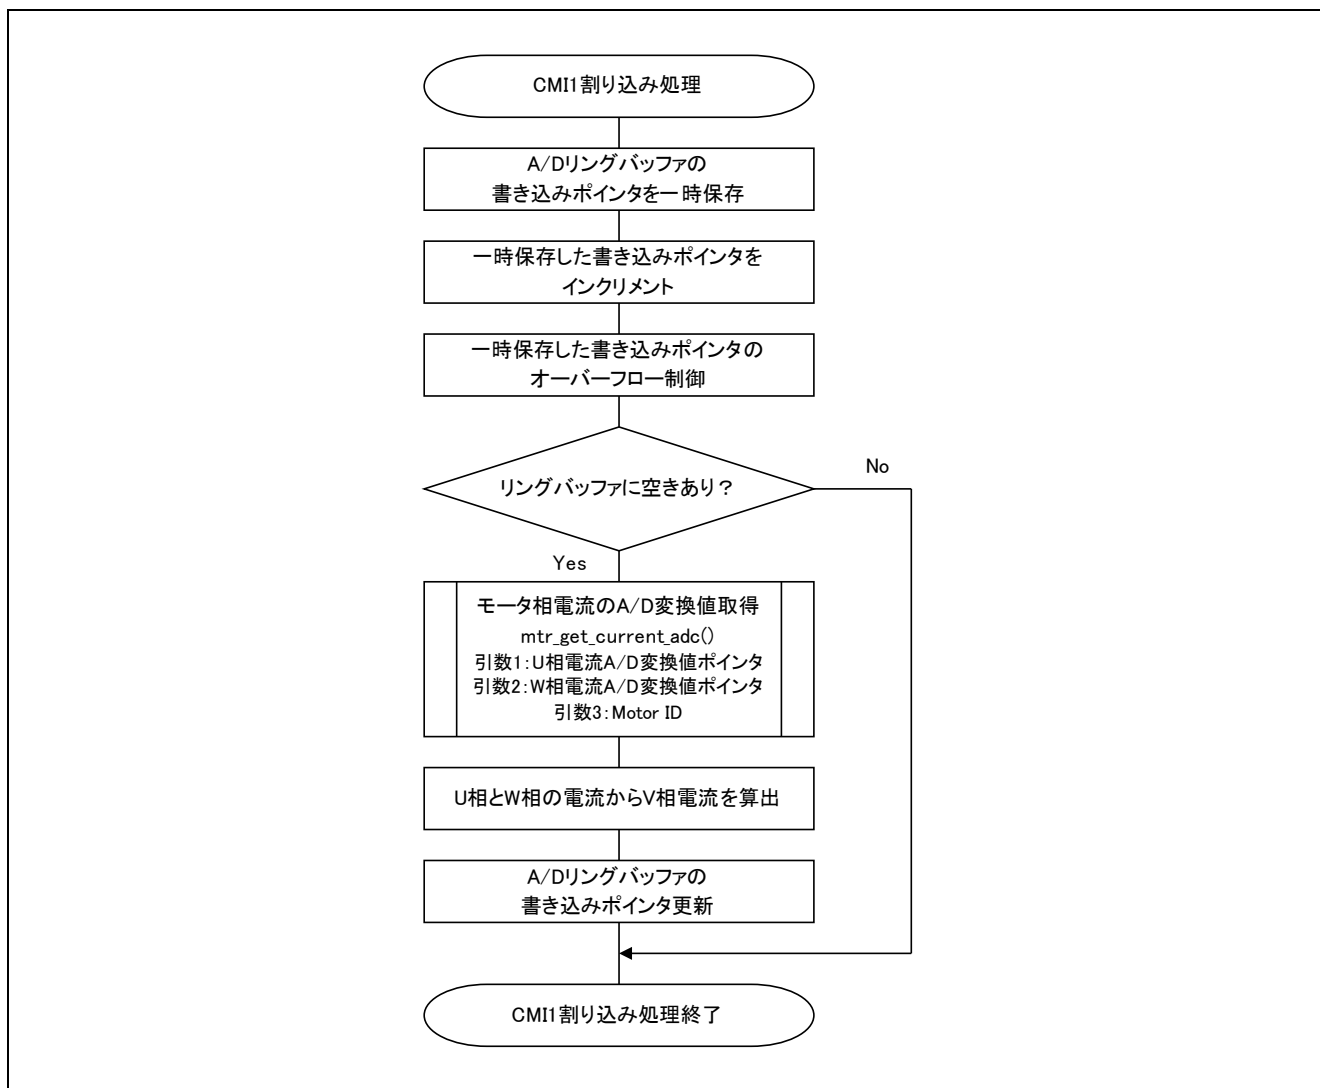 CMI1割り込み処理
A/Dリングバッファの
書き込みポインタを一時保存
一時保存した書き込みポインタを
インクリメント
一時保存した書き込みポインタの
オーバーフロー制御
リングバッファに空きあり？
No
Yes
モータ相電流のA/D変換値取得
mtr_get_current_adc()
引数1：U相電流A/D変換値ポインタ
引数2：W相電流A/D変換値ポインタ
引数3：Motor ID
U相とW相の電流からV相電流を算出
A/Dリングバッファの
書き込みポインタ更新
CMI1割り込み処理終了